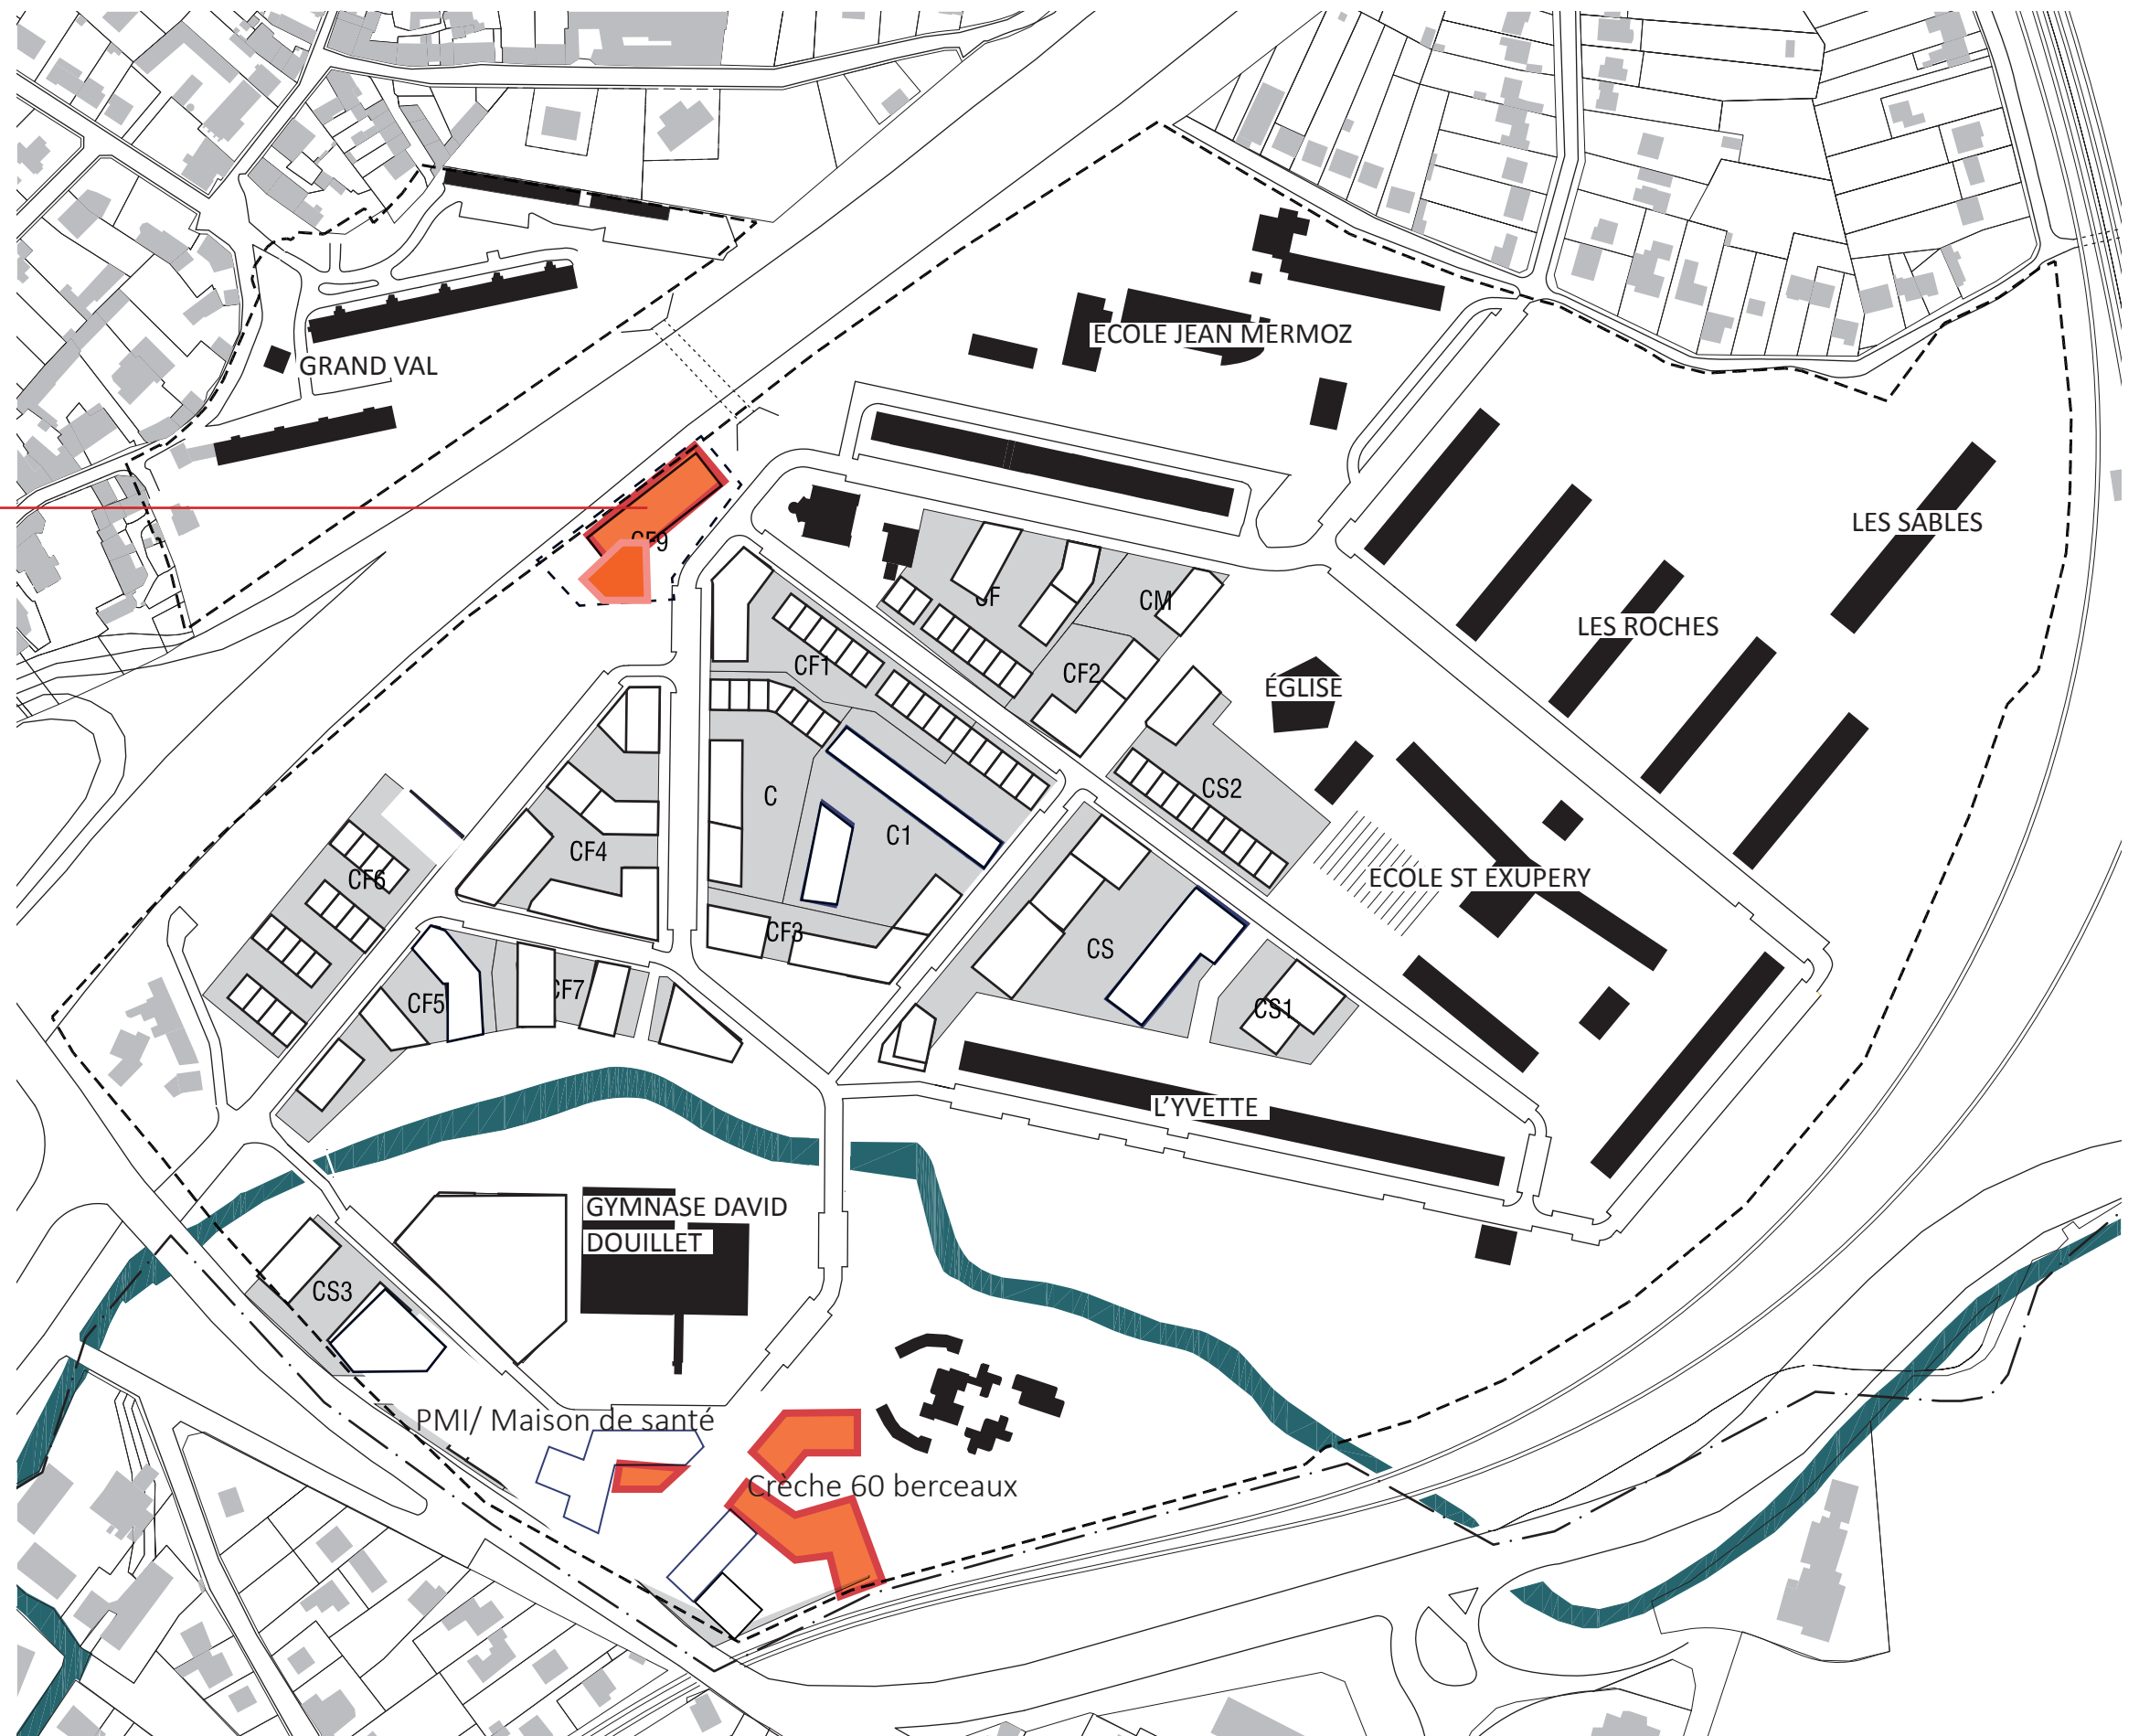 ECOLE JEAN MERMOZ
GRAND VAL
LES SABLES
CF9
CM
LES ROCHES
CF1
CF2
ÉGLISE
CS2
C
C1
CF4
CF6
ECOLE ST EXUPERY
CF3
CS
CF7
CF5
CS1
L'YVETTE
GYMNASE DAVID
DOUILLET
CS3
PMI/ Maison de santé
Crèche 60 berceaux